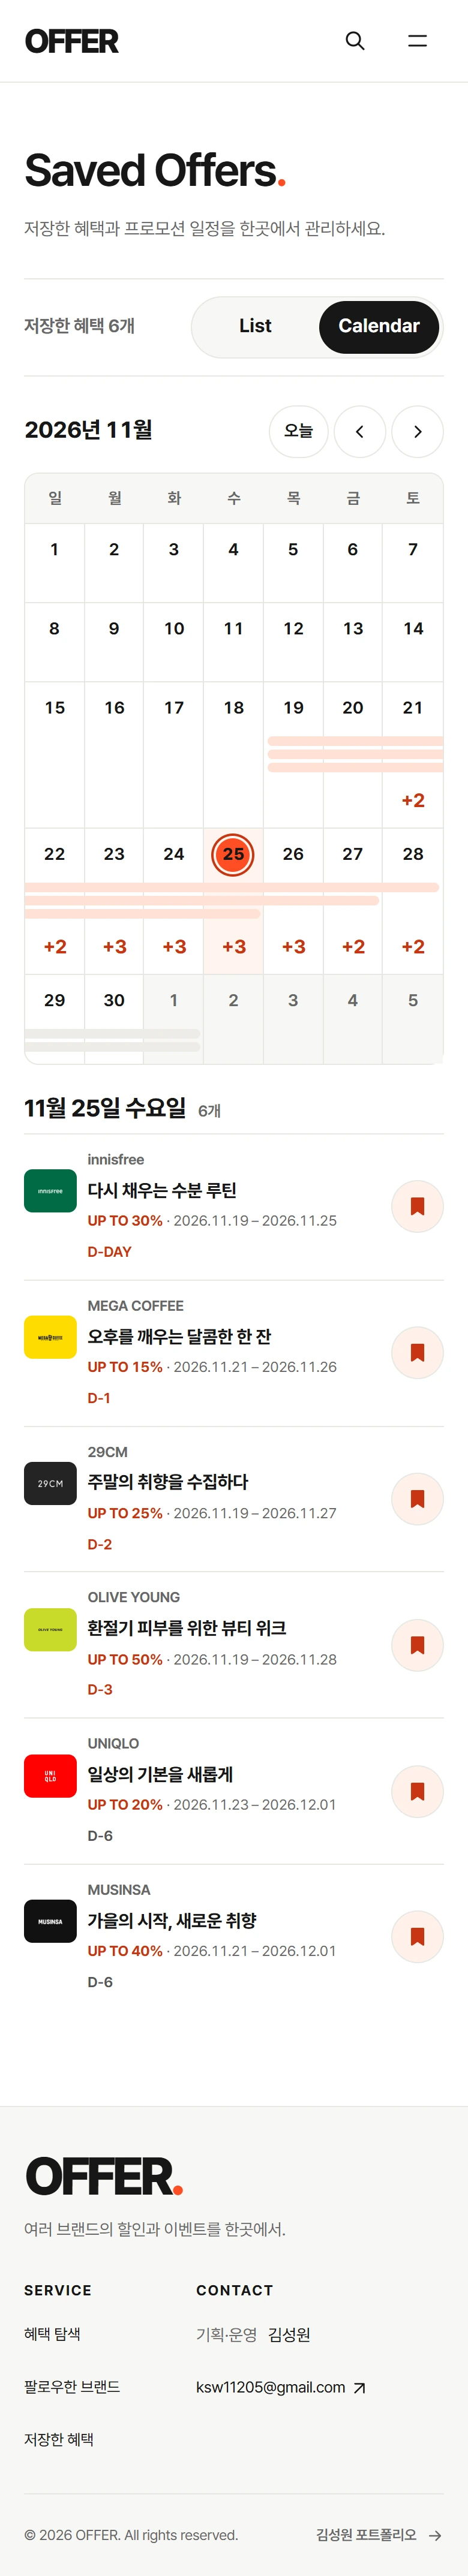 OFFER
Saved Offers.
저장한 혜택과 프로모션 일정을 한곳에서 관리하세요.
저장한 혜택 6개
List
Calendar
2026년 11월
오늘
일 월 화 수 목 금 토
1 2 3 4 5 6 7
8 9 10 11 12 13 14
15 16 17 18 19 20 21
+2
22 23 24 25 26 27 28
+2 +3 +3 +3 +3 +2 +2
29 30 1 2 3 4 5
11월 25일 수요일 6개
innisfree
innisfree
다시 채우는 수분 루틴
UP TO 30% · 2026.11.19 – 2026.11.25
D-DAY
MEGA COFFEE
오후를 깨우는 달콤한 한 잔
UP TO 15% · 2026.11.21 – 2026.11.26
D-1
29CM
29CM
주말의 취향을 수집하다
UP TO 25% · 2026.11.19 – 2026.11.27
D-2
OLIVE YOUNG
OLIVE YOUNG
환절기 피부를 위한 뷰티 위크
UP TO 50% · 2026.11.19 – 2026.11.28
D-3
UNIQLO
UNI
QLO
일상의 기본을 새롭게
UP TO 20% · 2026.11.23 – 2026.12.01
D-6
MUSINSA
MUSINSA
가을의 시작, 새로운 취향
UP TO 40% · 2026.11.21 – 2026.12.01
D-6
OFFER.
여러 브랜드의 할인과 이벤트를 한곳에서.
SERVICE
혜택 탐색
팔로우한 브랜드
저장한 혜택
CONTACT
기획·운영 김성원
ksw11205@gmail.com
© 2026 OFFER. All rights reserved.
김성원 포트폴리오